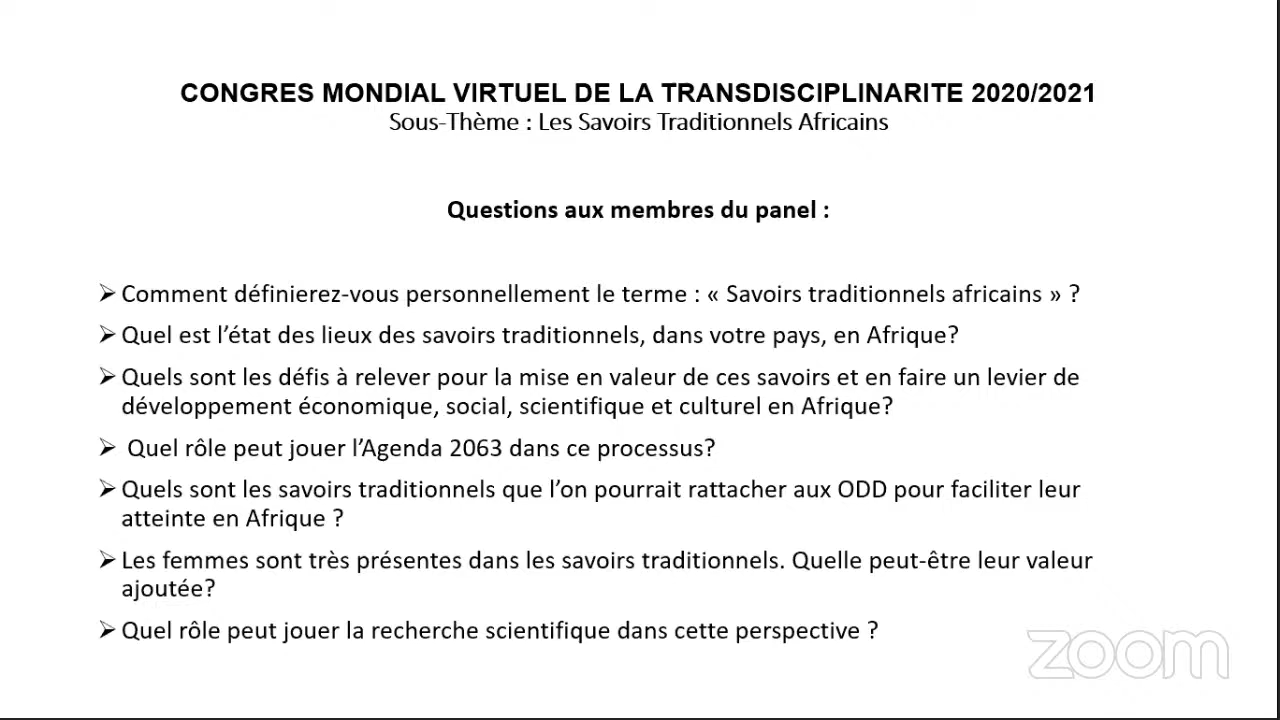 CONGRES MONDIAL VIRTUEL DE LA TRANSDISCIPLINARITE 2020/2021
Sous-Thème : Les Savoirs Traditionnels Africains
Questions aux membres du panel :
➢ Comment définierez-vous personnellement le terme : « Savoirs traditionnels africains » ?
➢ Quel est l’état des lieux des savoirs traditionnels, dans votre pays, en Afrique?
➢ Quels sont les défis à relever pour la mise en valeur de ces savoirs et en faire un levier de
développement économique, social, scientifique et culturel en Afrique?
➢ Quel rôle peut jouer l’Agenda 2063 dans ce processus?
➢ Quels sont les savoirs traditionnels que l’on pourrait rattacher aux ODD pour faciliter leur
atteinte en Afrique ?
➢ Les femmes sont très présentes dans les savoirs traditionnels. Quelle peut-être leur valeur
ajoutée?
➢ Quel rôle peut jouer la recherche scientifique dans cette perspective ?
zoom